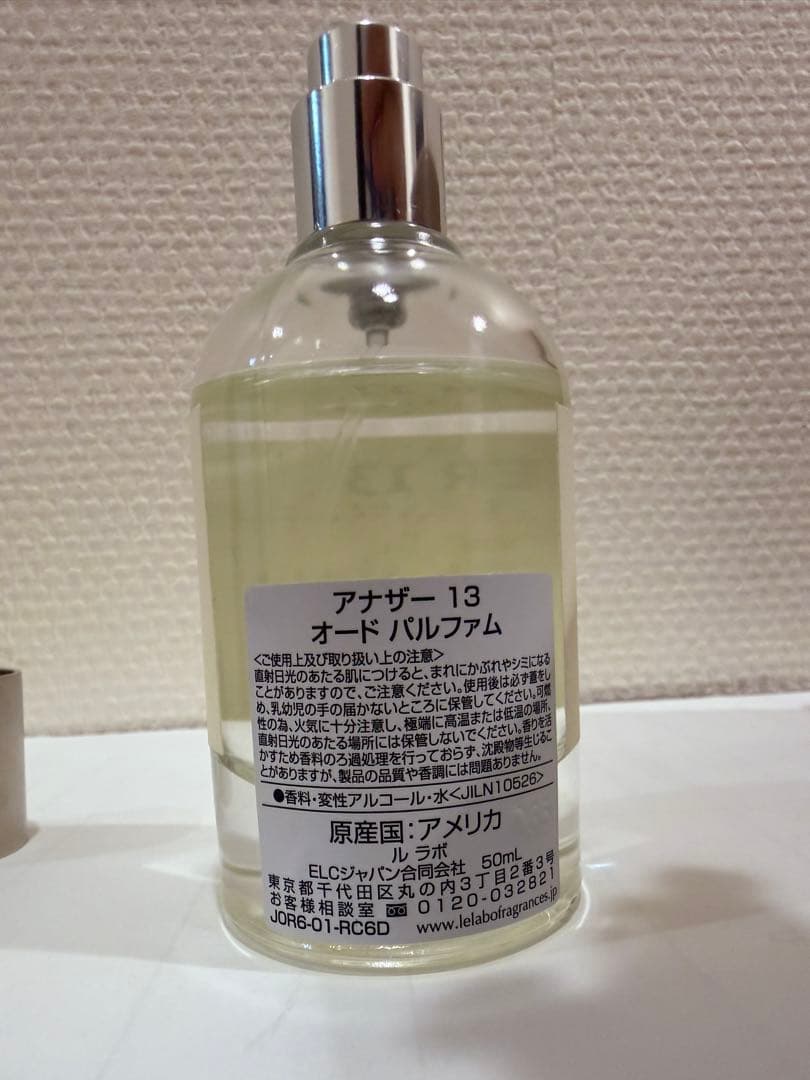 アナザー 13
オード パルファム
<ご使用上及び取り扱い上の注意>
直射日光のあたる肌につけると、まれにかぶれやシミになる
ことがありますので、ご注意ください。使用後は必ず蓋をし
め、乳幼児の手の届かないところに保管してください。可燃
性の為、火気に十分注意し、極端に高温または低温の場所、
直射日光のあたる場所には保管しないでください。香りを活
かすため香料のろ過処理を行っておらず、沈殿物等生じるこ
とがありますが、製品の品質や香調には問題ありません。
●香料・変性アルコール・水<JILN10526>
原産国：アメリカ
ル ラボ
ELCジャパン合同会社 50mL
東京都千代田区丸の内3丁目2番3号
お客様相談室 0120-032821
J0R6-01-RC6D www.lelabofragrances.jp